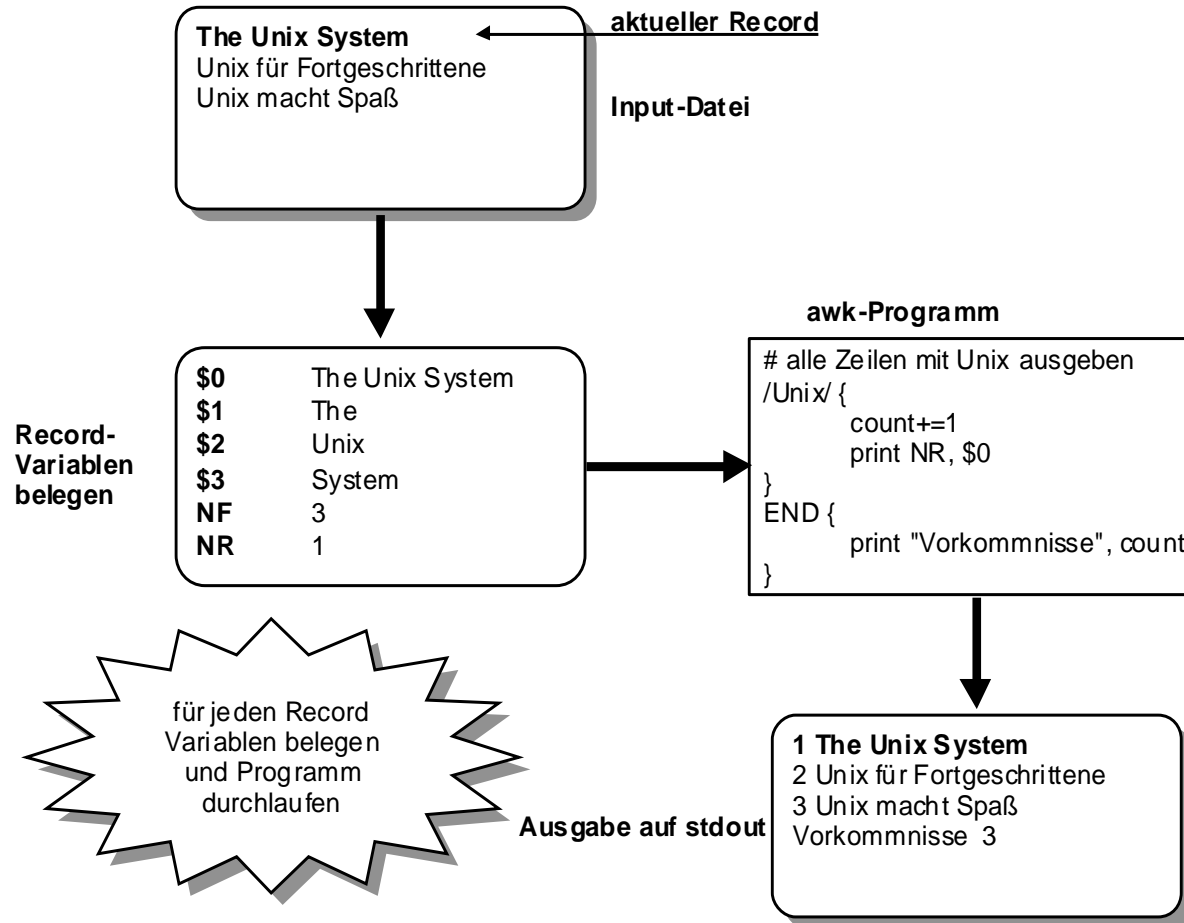 The Unix System
Unix für Fortgeschrittene
Unix macht Spaß
aktueller Record
Input-Datei
Record-
Variablen
belegen
$0 The Unix System
$1 The
$2 Unix
$3 System
NF 3
NR 1
awk-Programm
# alle Zeilen mit Unix ausgeben
/Unix/ {
count+=1
print NR, $0
}
END {
print "Vorkommnisse", count
}
für jeden Record
Variablen belegen
und Programm
durchlaufen
Ausgabe auf stdout
1 The Unix System
2 Unix für Fortgeschrittene
3 Unix macht Spaß
Vorkommnisse 3